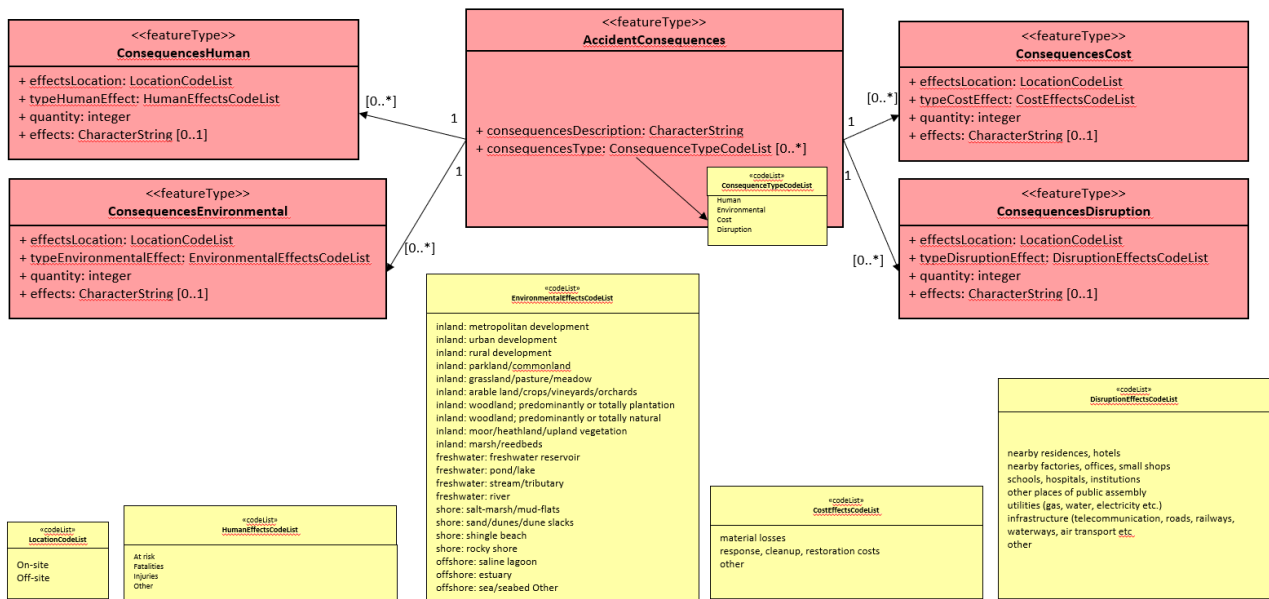 <<featureType>>
ConsequencesHuman
+ effectsLocation: LocationCodeList
+ typeHumanEffect: HumanEffectsCodeList
+ quantity: integer
+ effects: CharacterString [0..1]
[0..*]
1
<<featureType>>
AccidentConsequences
+ consequencesDescription: CharacterString
+ consequencesType: ConsequenceTypeCodeList [0..*]
«codeList»
ConsequenceTypeCodeList
Human
Environmental
Cost
Disruption
<<featureType>>
ConsequencesCost
+ effectsLocation: LocationCodeList
+ typeCostEffect: CostEffectsCodeList
+ quantity: integer
+ effects: CharacterString [0..1]
[0..*]
1
<<featureType>>
ConsequencesEnvironmental
+ effectsLocation: LocationCodeList
+ typeEnvironmentalEffect: EnvironmentalEffectsCodeList
+ quantity: integer
+ effects: CharacterString [0..1]
1
[0..*]
<<featureType>>
ConsequencesDisruption
+ effectsLocation: LocationCodeList
+ typeDisruptionEffect: DisruptionEffectsCodeList
+ quantity: integer
+ effects: CharacterString [0..1]
1
[0..*]
«codeList»
EnvironmentalEffectsCodeList
inland: metropolitan development
inland: urban development
inland: rural development
inland: parkland/commonland
inland: grassland/pasture/meadow
inland: arable land/crops/vineyards/orchards
inland: woodland; predominantly or totally plantation
inland: woodland; predominantly or totally natural
inland: moor/heathland/upland vegetation
inland: marsh/reedbeds
freshwater: freshwater reservoir
freshwater: pond/lake
freshwater: stream/tributary
freshwater: river
shore: salt-marsh/mud-flats
shore: sand/dunes/dune slacks
shore: shingle beach
shore: rocky shore
offshore: saline lagoon
offshore: estuary
offshore: sea/seabed Other
«codeList»
DisruptionEffectsCodeList
nearby residences, hotels
nearby factories, offices, small shops
schools, hospitals, institutions
other places of public assembly
utilities (gas, water, electricity etc.)
infrastructure (telecommunication, roads, railways,
waterways, air transport etc
other
«codeList»
LocationCodeList
On-site
Off-site
«codeList»
HumanEffectsCodeList
At risk
Fatalities
Injuries
Other
«codeList»
CostEffectsCodeList
material losses
response, cleanup, restoration costs
other